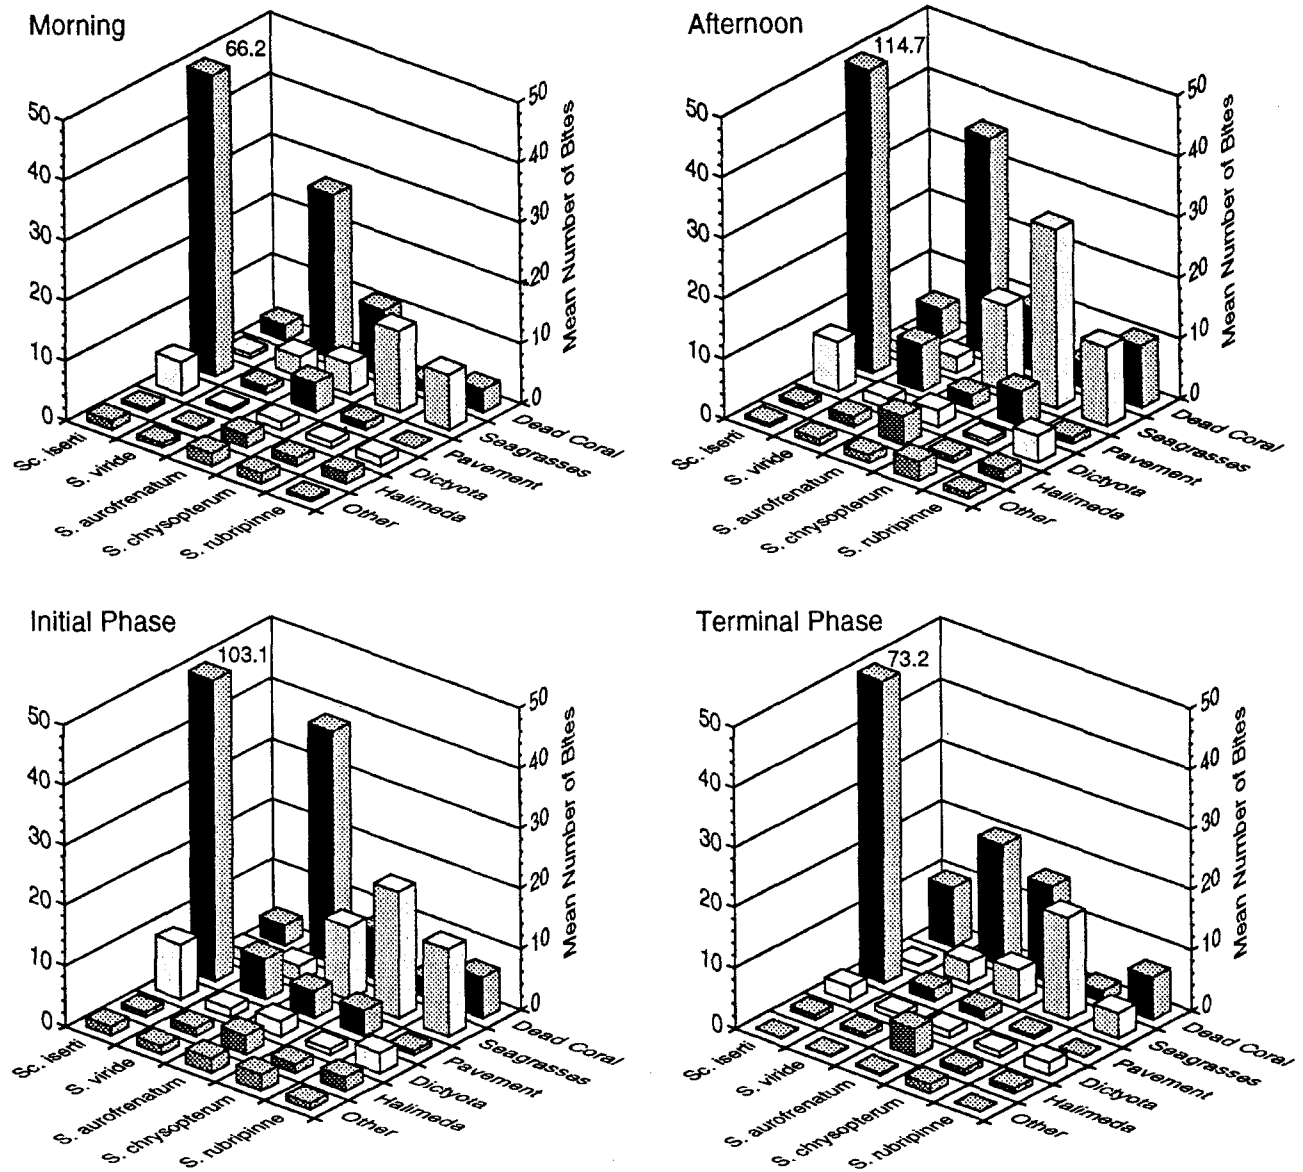 Morning
66.2
50
40
30
20
10
0
50
40
30
20
10
0
Mean Number of Bites
Sc. iserti
S. viride
S. aurofrenatum
S. chrysopterum
S. rubripinne
Dead Coral
Seagrasses
Pavement
Dictyota
Halimeda
Other
Afternoon
114.7
50
40
30
20
10
0
50
40
30
20
10
0
Mean Number of Bites
Sc. iserti
S. viride
S. aurofrenatum
S. chrysopterum
S. rubripinne
Dead Coral
Seagrasses
Pavement
Dictyota
Halimeda
Other
Initial Phase
103.1
50
40
30
20
10
0
50
40
30
20
10
0
Mean Number of Bites
Sc. iserti
S. viride
S. aurofrenatum
S. chrysopterum
S. rubripinne
Dead Coral
Seagrasses
Pavement
Dictyota
Halimeda
Other
Terminal Phase
73.2
50
40
30
20
10
0
50
40
30
20
10
0
Mean Number of Bites
Sc. iserti
S. viride
S. aurofrenatum
S. chrysopterum
S. rubripinne
Dead Coral
Seagrasses
Pavement
Dictyota
Halimeda
Other